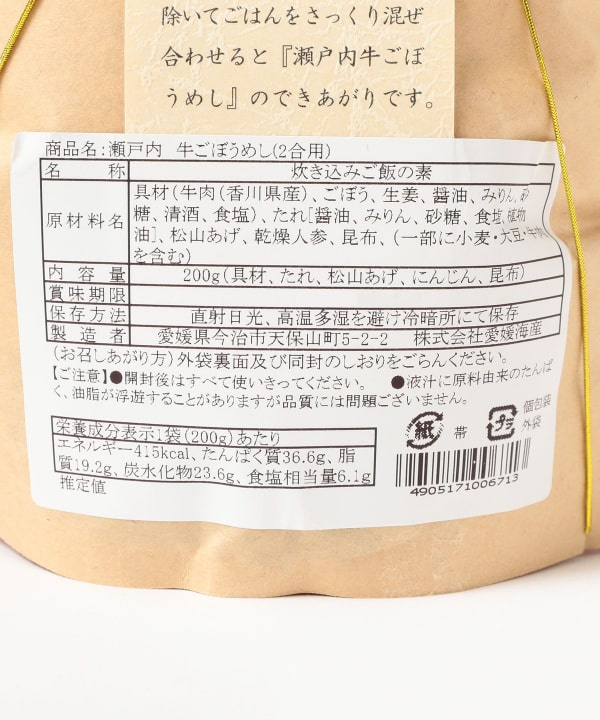 除いてごはんをさっくり混ぜ
合わせると『瀬戸内牛ごぼ
うめし』のできあがりです。
商品名:瀬戸内 牛ごぼうめし(2合用)
名称 炊き込みご飯の素
原材料名 具材(牛肉(香川県産)、ごぼう、生姜、醤油、みりん、砂
糖、清酒、食塩)、たれ[醤油、みりん、砂糖、食塩、植物
油]、松山あげ、乾燥人参、昆布、(一部に小麦・大豆・牛肉
を含む)
内容量 200g(具材、たれ、松山あげ、にんじん、昆布)
賞味期限
保存方法 直射日光、高温多湿を避け冷暗所にて保存
製造者 愛媛県今治市天保山町5-2-2 株式会社愛媛海産
(お召しあがり方)外袋裏面及び同封のしおりをごらんください。
【ご注意】●開封後はすべて使いきってください。 ●液汁に原料由来のたんぱ
く、油脂が浮遊することがありますが品質には問題ございません。
栄養成分表示1袋(200g)あたり
エネルギー415kcal、たんぱく質36.6g、脂
質19.2g、炭水化物23.6g、食塩相当量6.1g
推定値
紙 帯
プラ 個包装
外袋
4905171006713